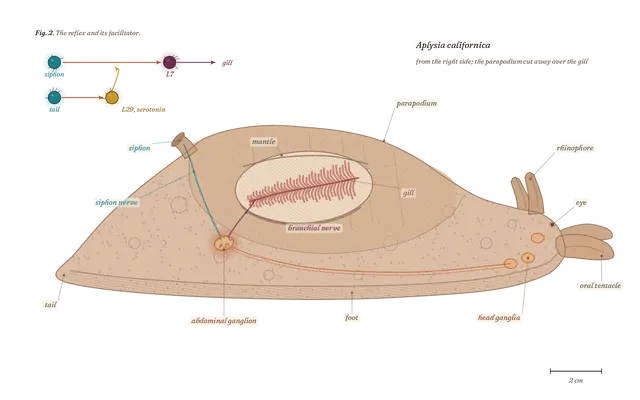 Fig. 2. The reflex and its facilitator.
Aplysia californica
from the right side; the parapodium cut away over the gill
siphon
L7
gill
tail
L29, serotonin
parapodium
siphon
mantle
rhinophore
gill
siphon nerve
eye
branchial nerve
oral tentacle
tail
abdominal ganglion
foot
head ganglia
2 cm